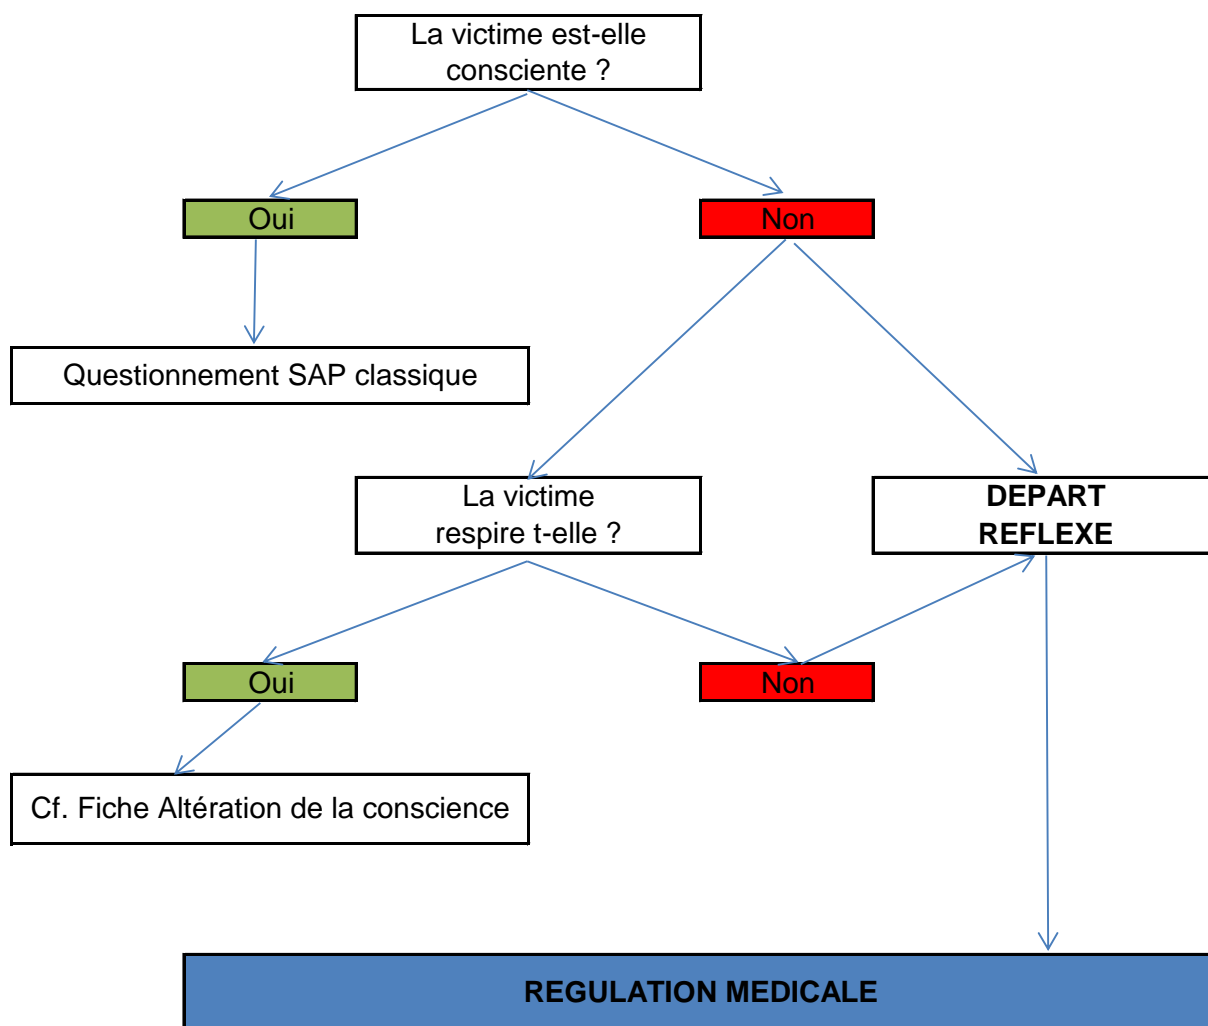 La victime est-elle
consciente ?
Oui
Non
Questionnement SAP classique
La victime
respire t-elle ?
DEPART
REFLEXE
Oui
Non
Cf. Fiche Altération de la conscience
REGULATION MEDICALE